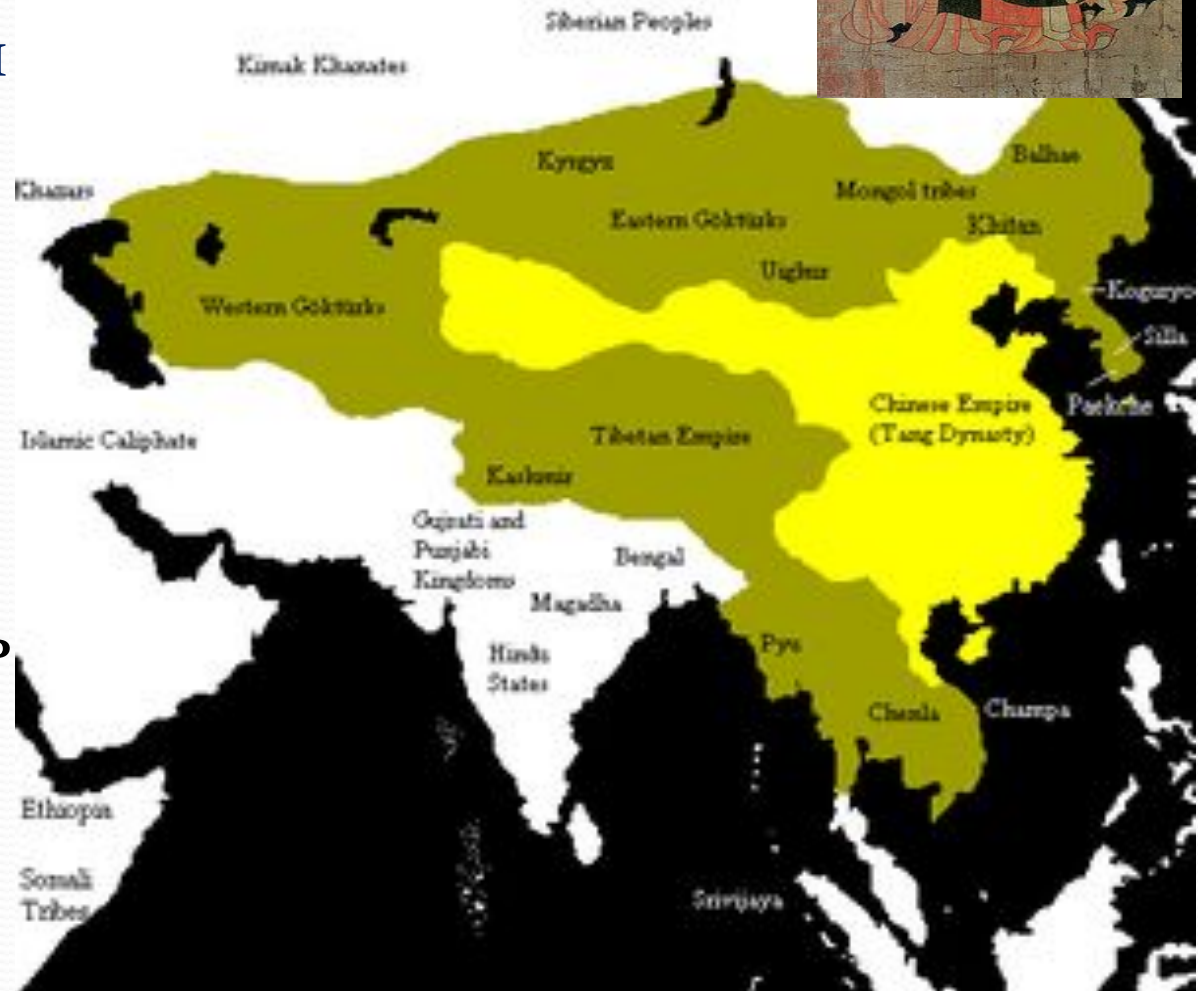 Siberian Peoples
Kimak Khanates
Khazars
Kyrgyz
Balhae
Mongol tribes
Eastern Göktürks
Khitan
Uighur
Western Göktürks
Koguryo
Silla
Chinese Empire
(Tang Dynasty)
Paekche
Islamic Caliphate
Tibetan Empire
Kashmir
Gujrati and
Punjabi
Kingdoms
Bengal
Magadha
Pyu
Hindu
States
Chenla
Champa
Ethiopia
Somali
Tribes
Srivijaya